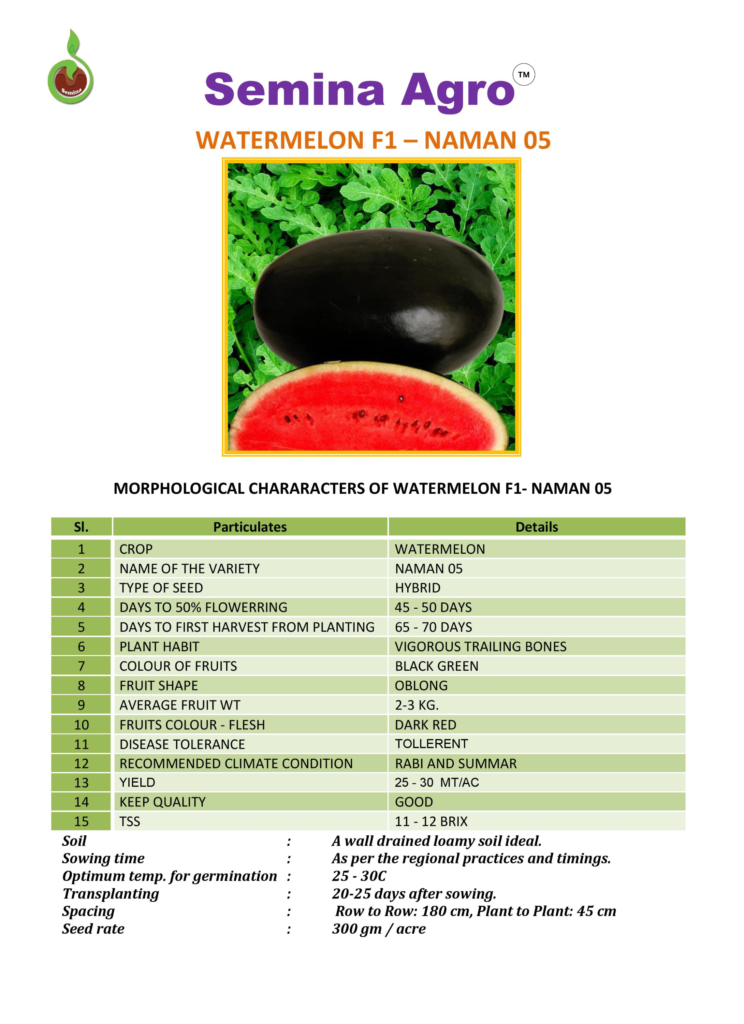 Semina
Semina Agro TM
WATERMELON F1 – NAMAN 05
MORPHOLOGICAL CHARARACTERS OF WATERMELON F1- NAMAN 05
Sl. Particulates Details
1 CROP WATERMELON
2 NAME OF THE VARIETY NAMAN 05
3 TYPE OF SEED HYBRID
4 DAYS TO 50% FLOWERRING 45 - 50 DAYS
5 DAYS TO FIRST HARVEST FROM PLANTING 65 - 70 DAYS
6 PLANT HABIT VIGOROUS TRAILING BONES
7 COLOUR OF FRUITS BLACK GREEN
8 FRUIT SHAPE OBLONG
9 AVERAGE FRUIT WT 2-3 KG.
10 FRUITS COLOUR - FLESH DARK RED
11 DISEASE TOLERANCE TOLLERENT
12 RECOMMENDED CLIMATE CONDITION RABI AND SUMMAR
13 YIELD 25 - 30 MT/AC
14 KEEP QUALITY GOOD
15 TSS 11 - 12 BRIX
Soil : A wall drained loamy soil ideal.
Sowing time : As per the regional practices and timings.
Optimum temp. for germination : 25 - 30C
Transplanting : 20-25 days after sowing.
Spacing : Row to Row: 180 cm, Plant to Plant: 45 cm
Seed rate : 300 gm / acre